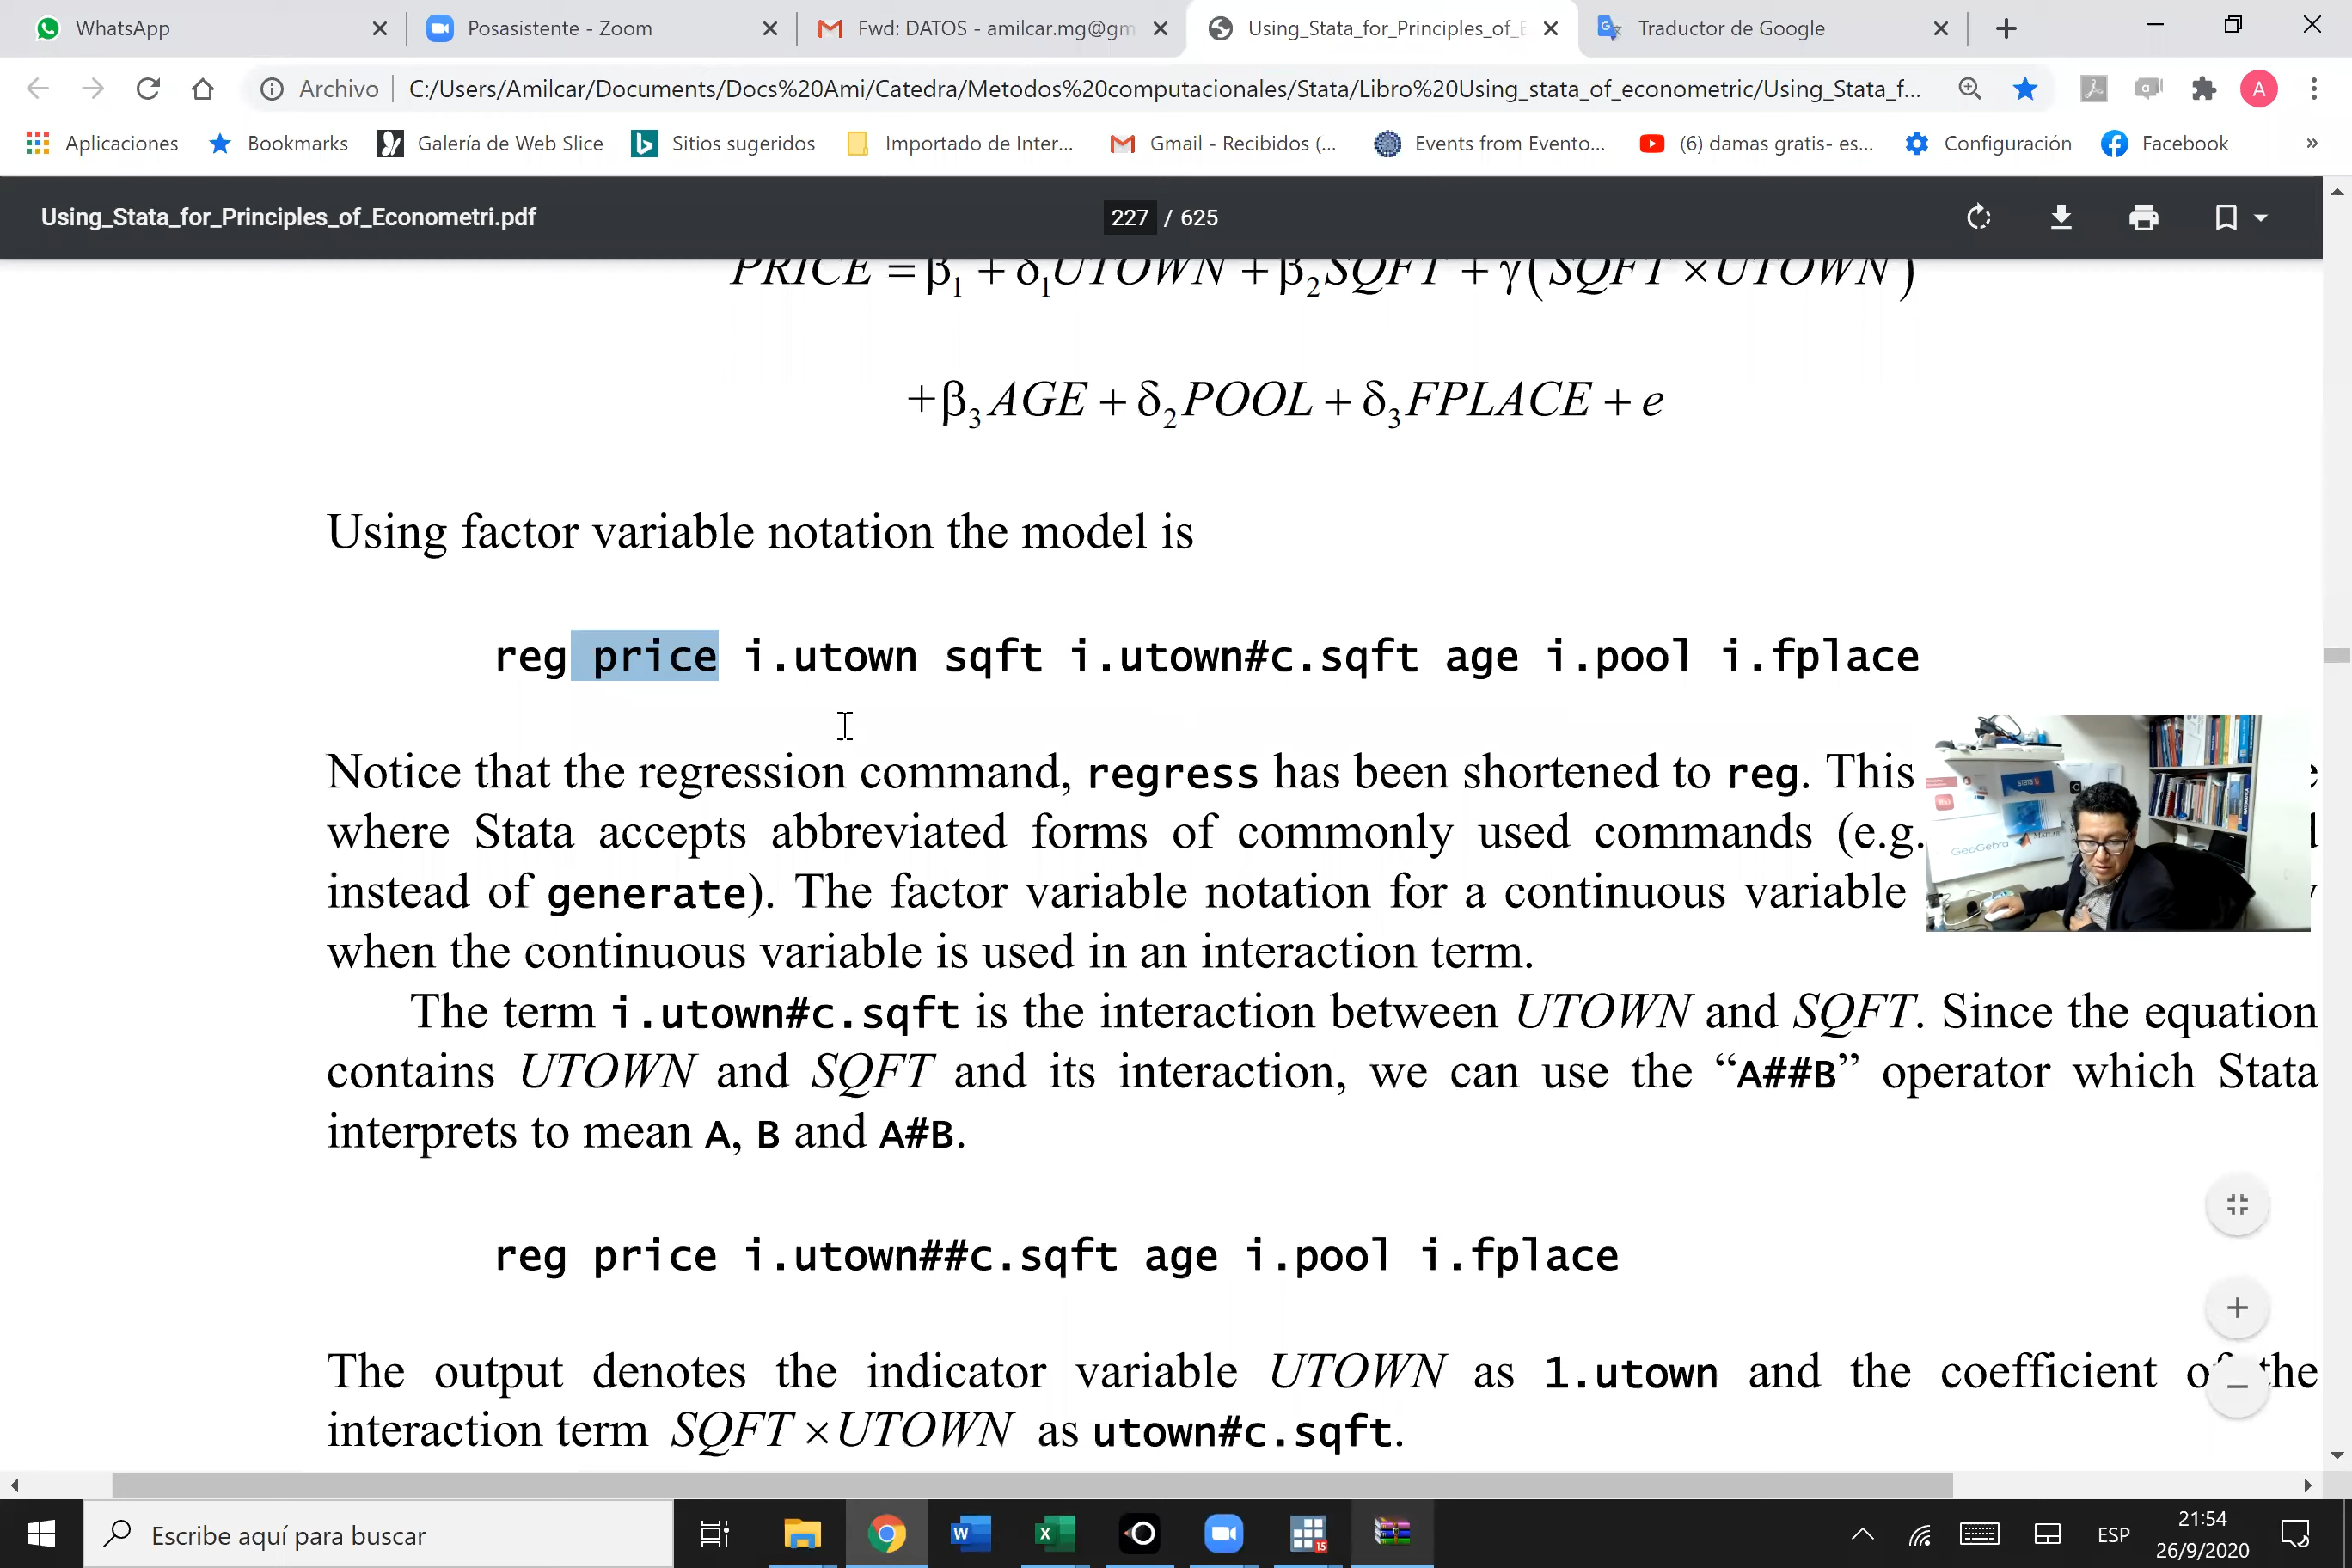 WhatsApp
Posasistente - Zoom
Fwd: DATOS - amilcar.mg@gm
Using_Stata_for_Principles_of_E
Traductor de Google
Archivo
C:/Users/Amilcar/Documents/Docs%20Ami/Catedra/Metodos%20computacionales/Stata/Libro%20Using_stata_of_econometric/Using_Stata_f...
A
Aplicaciones
Bookmarks
Galería de Web Slice
Sitios sugeridos
Importado de Inter...
Gmail - Recibidos (...
Events from Evento...
(6) damas gratis- es...
Configuración
Facebook
»
Using_Stata_for_Principles_of_Econometri.pdf
227 / 625
PRICE = β1 + δ1UTOWN + β2SQFT + γ(SQFT × UTOWN)
+β3AGE + δ2POOL + δ3FPLACE + e
Using factor variable notation the model is
reg price i.utown sqft i.utown#c.sqft age i.pool i.fplace
Notice that the regression command, regress has been shortened to reg. This
where Stata accepts abbreviated forms of commonly used commands (e.g.
instead of generate). The factor variable notation for a continuous variable
when the continuous variable is used in an interaction term.
The term i.utown#c.sqft is the interaction between UTOWN and SQFT. Since the equation
contains UTOWN and SQFT and its interaction, we can use the “A##B” operator which Stata
interprets to mean A, B and A#B.
reg price i.utown##c.sqft age i.pool i.fplace
The output denotes the indicator variable UTOWN as 1.utown and the coefficient of the
interaction term SQFT × UTOWN as utown#c.sqft.
GeoGebra
MATLAB
Escribe aquí para buscar
15
ESP
21:54
26/9/2020